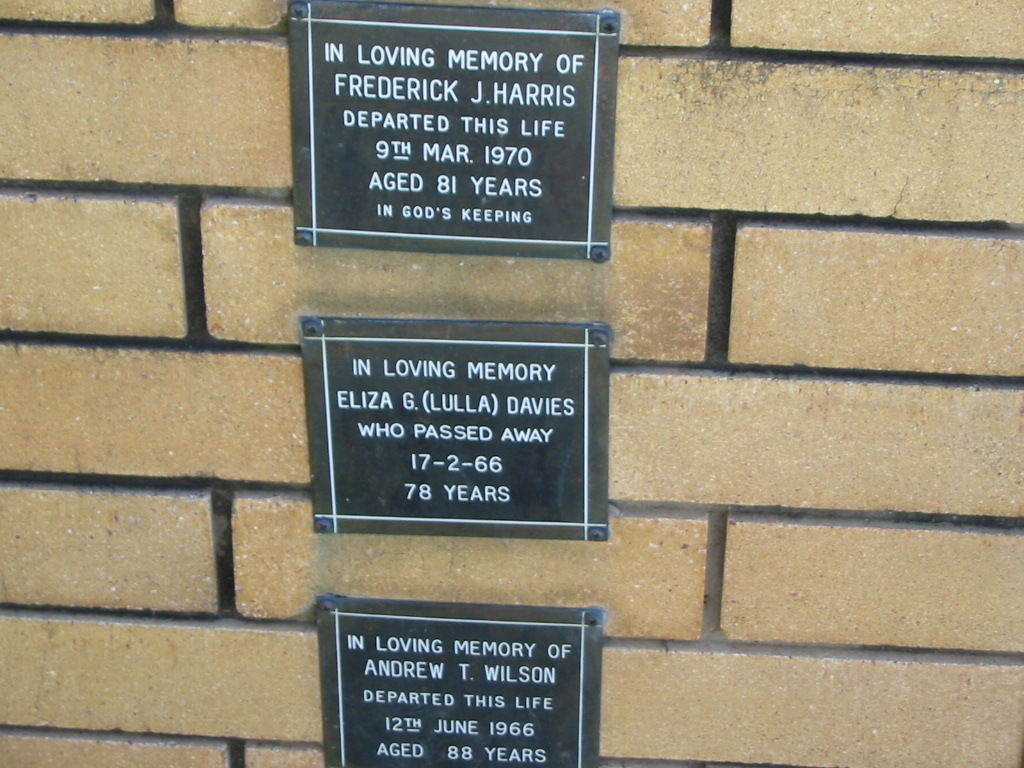 IN LOVING MEMORY OF
FREDERICK J. HARRIS
DEPARTED THIS LIFE
9TH MAR. 1970
AGED 81 YEARS
IN GOD'S KEEPING
IN LOVING MEMORY
ELIZA G. (LULLA) DAVIES
WHO PASSED AWAY
17-2-66
78 YEARS
IN LOVING MEMORY OF
ANDREW T. WILSON
DEPARTED THIS LIFE
12TH JUNE 1966
AGED 88 YEARS